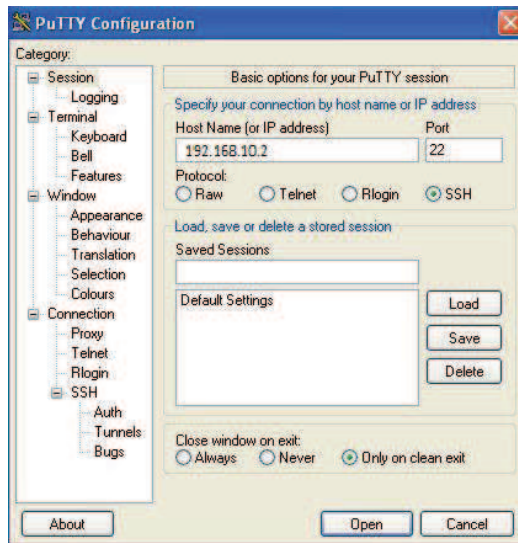 PuTTY Configuration
Category:
Session
Logging
Terminal
Keyboard
Bell
Features
Window
Appearance
Behaviour
Translation
Selection
Colours
Connection
Proxy
Telnet
Rlogin
SSH
Auth
Tunnels
Bugs
Basic options for your PuTTY session
Specify your connection by host name or IP address
Host Name (or IP address) Port
192.168.10.2 22
Protocol:
Raw Telnet Rlogin SSH
Load, save or delete a stored session
Saved Sessions
Default Settings
Load
Save
Delete
Close window on exit:
Always Never Only on clean exit
About Open Cancel